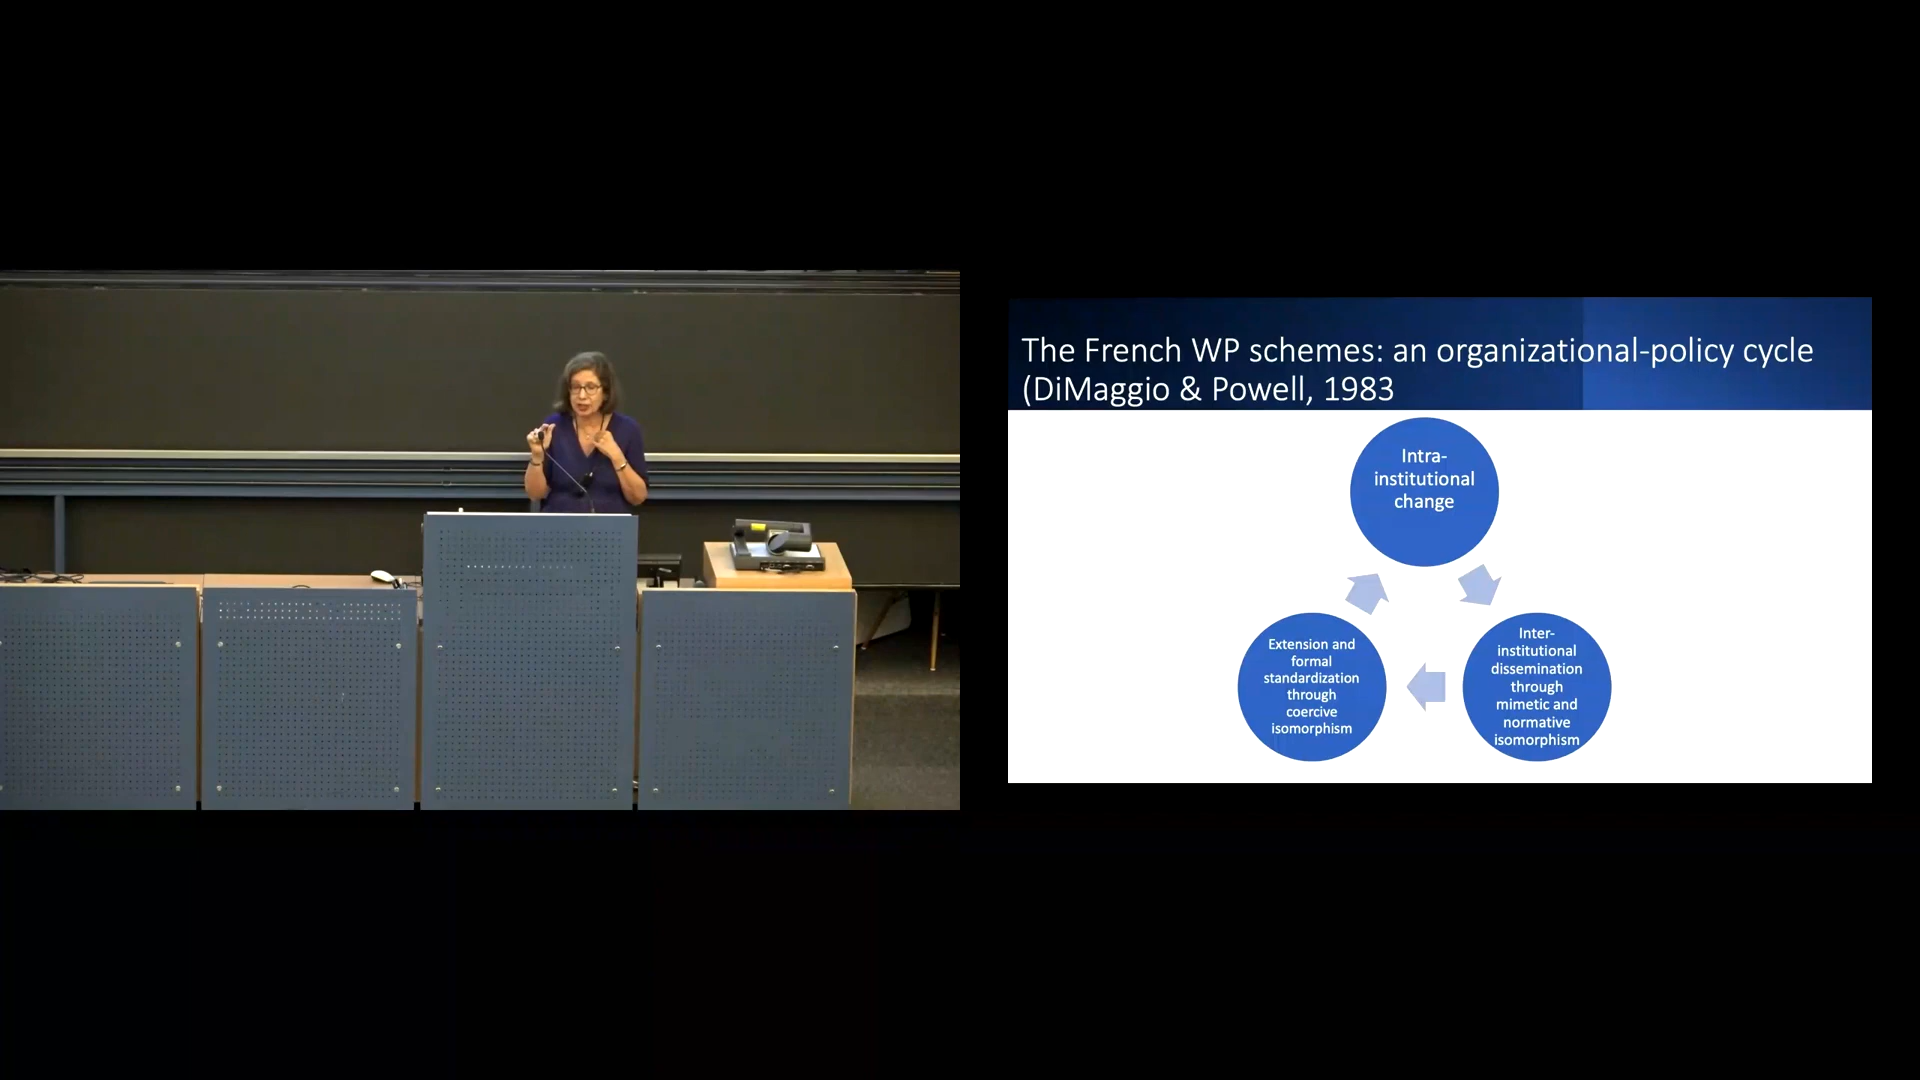 The French WP schemes: an organizational-policy cycle
(DiMaggio & Powell, 1983
Intra-
institutional
change
Inter-
institutional
dissemination
through
mimetic and
normative
isomorphism
Extension and
formal
standardization
through
coercive
isomorphism